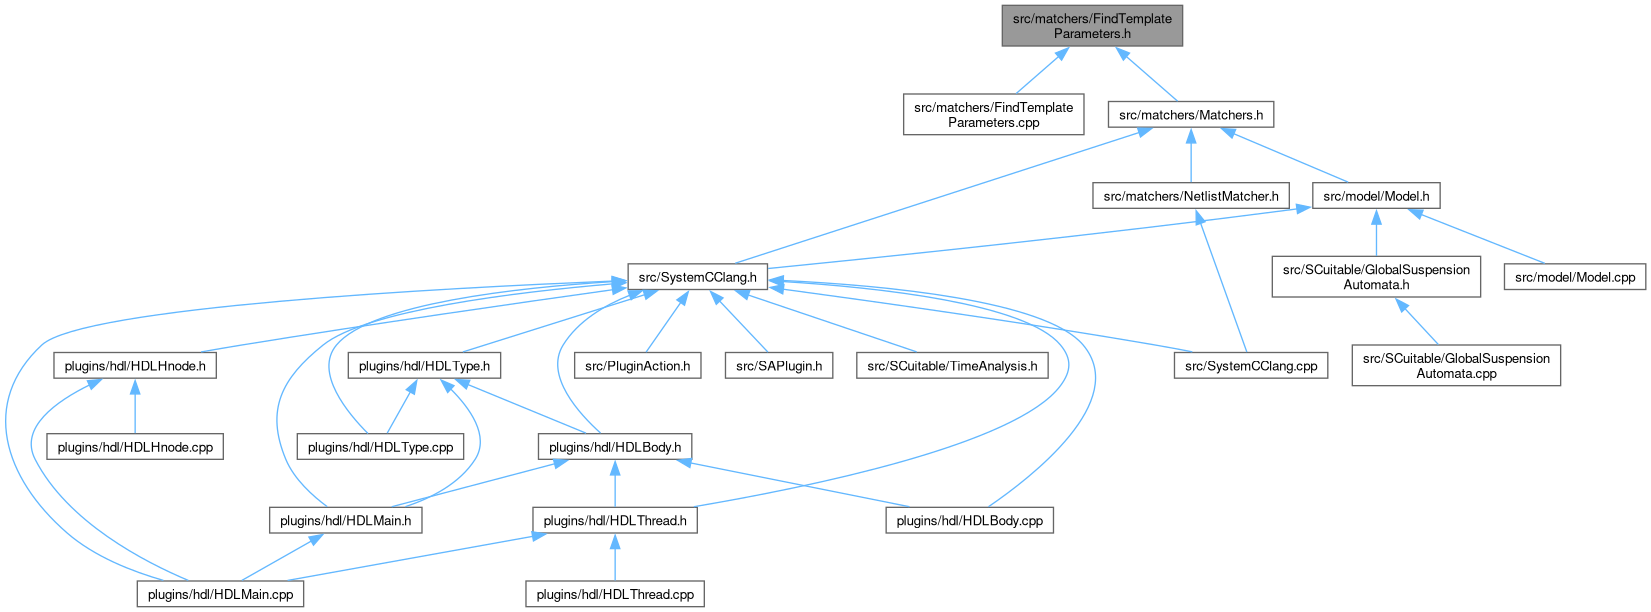 src/matchers/FindTemplate
Parameters.h
src/matchers/FindTemplate
Parameters.cpp
src/matchers/Matchers.h
src/matchers/NetlistMatcher.h
src/model/Model.h
src/SystemCClang.h
src/SCuitable/GlobalSuspension
Automata.h
src/model/Model.cpp
plugins/hdl/HDLHnode.h
plugins/hdl/HDLType.h
src/PluginAction.h
src/SAPlugin.h
src/SCuitable/TimeAnalysis.h
src/SystemCClang.cpp
src/SCuitable/GlobalSuspension
Automata.cpp
plugins/hdl/HDLHnode.cpp
plugins/hdl/HDLType.cpp
plugins/hdl/HDLBody.h
plugins/hdl/HDLMain.h
plugins/hdl/HDLThread.h
plugins/hdl/HDLBody.cpp
plugins/hdl/HDLMain.cpp
plugins/hdl/HDLThread.cpp